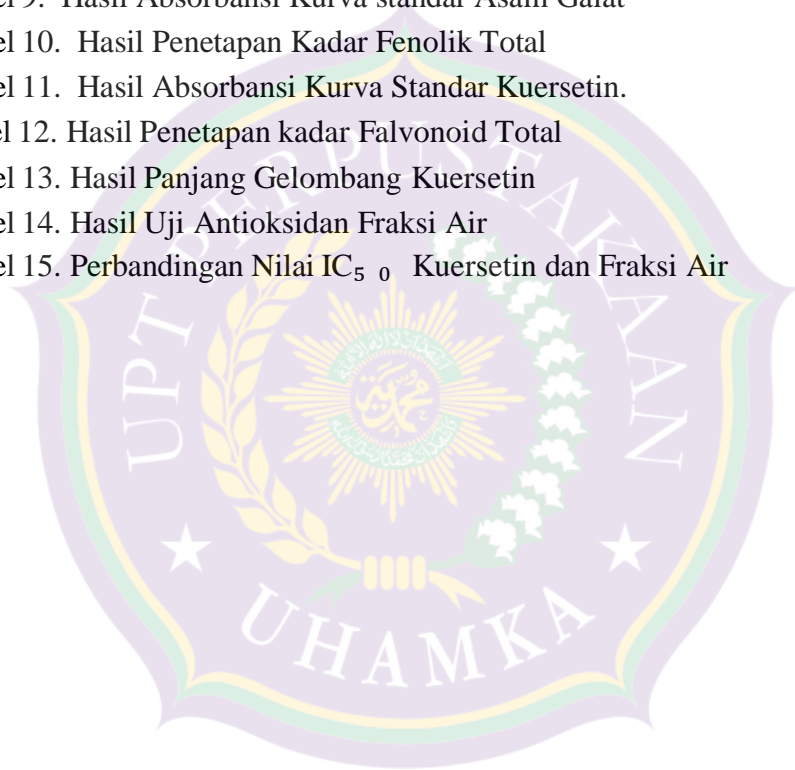 el 9. Hasil Absorbansi Kurva standar Asam Galat
el 10. Hasil Penetapan Kadar Fenolik Total
el 11. Hasil Absorbansi Kurva Standar Kuersetin.
el 12. Hasil Penetapan kadar Falvonoid Total
el 13. Hasil Panjang Gelombang Kuersetin
el 14. Hasil Uji Antioksidan Fraksi Air
el 15. Perbandingan Nilai IC₅ ₀ Kuersetin dan Fraksi Air
UPT PERPUSTAKAAN
UHAMKA